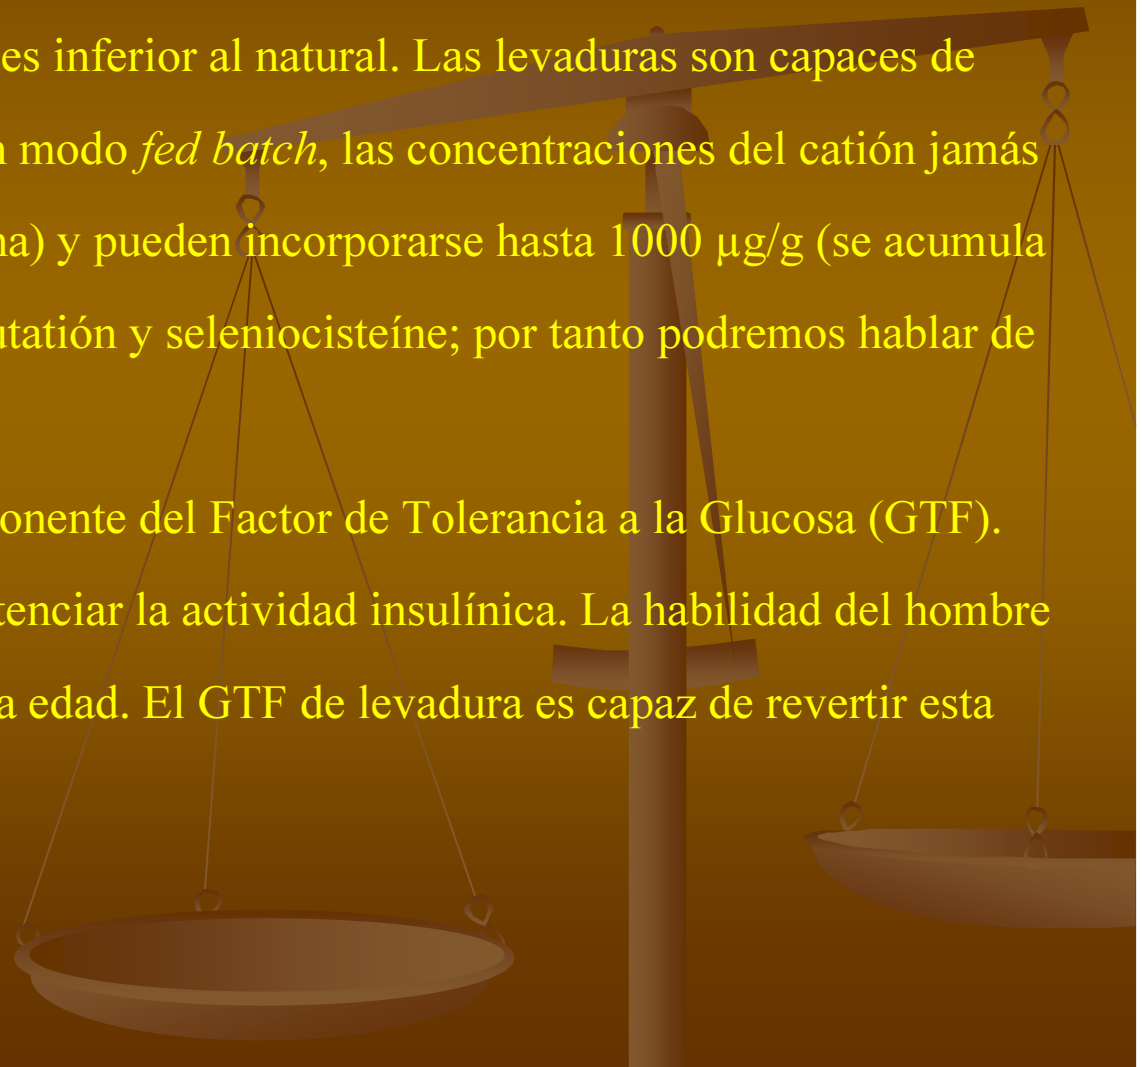 es inferior al natural. Las levaduras son capaces de
modo fed batch, las concentraciones del catión jamás
na) y pueden incorporarse hasta 1000 µg/g (se acumula
utatión y seleniocisteíne; por tanto podremos hablar de
onente del Factor de Tolerancia a la Glucosa (GTF).
tenciar la actividad insulínica. La habilidad del hombre
a edad. El GTF de levadura es capaz de revertir esta